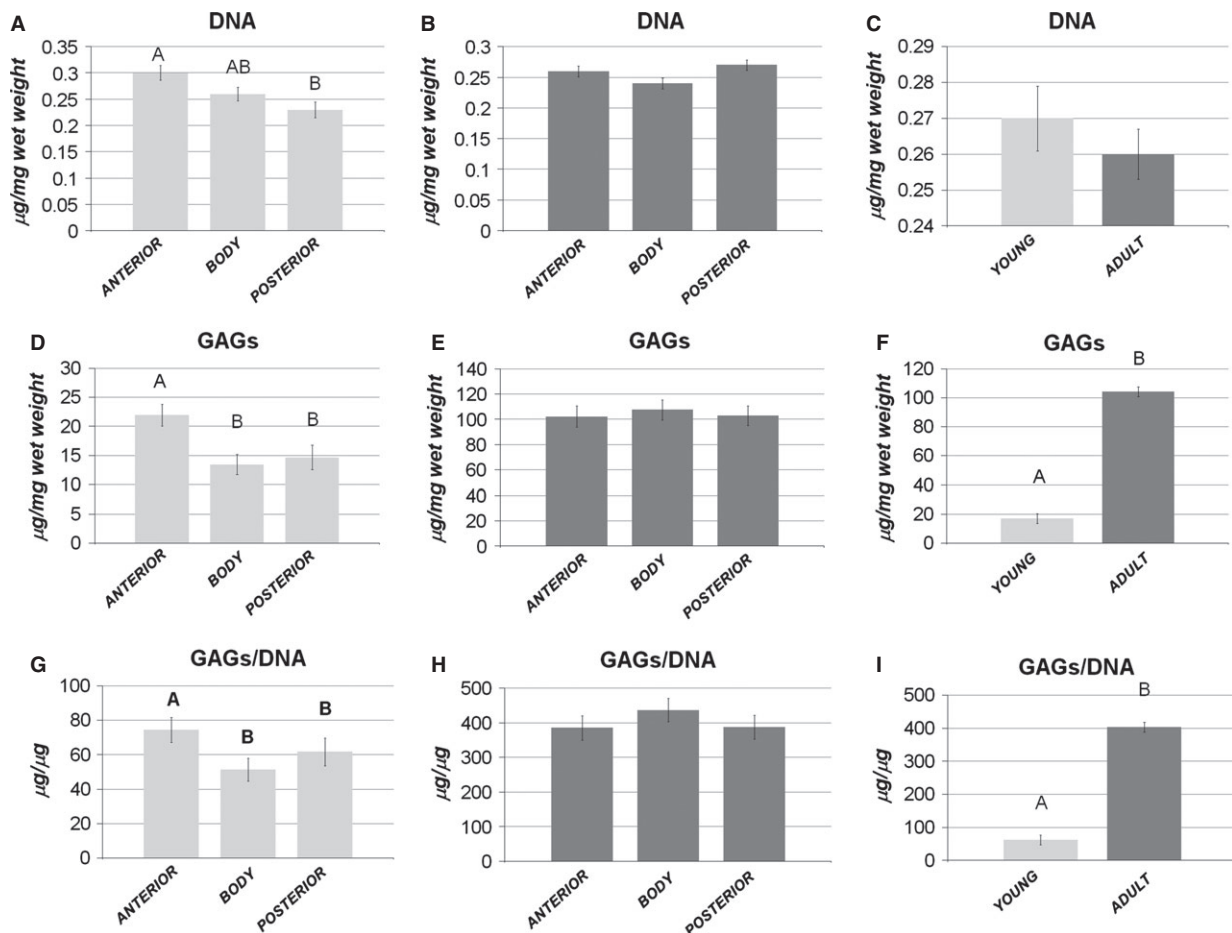 A
DNA
μg/mg wet weight
0.35
0.3
0.25
0.2
0.15
0.1
0.05
0
A
AB
B
ANTERIOR
BODY
POSTERIOR
B
DNA
μg/mg wet weight
0.3
0.25
0.2
0.15
0.1
0.05
0
ANTERIOR
BODY
POSTERIOR
C
DNA
μg/mg wet weight
0.29
0.28
0.27
0.26
0.25
0.24
YOUNG
ADULT
D
GAGs
μg/mg wet weight
30
25
20
15
10
5
0
A
B
B
ANTERIOR
BODY
POSTERIOR
E
GAGs
μg/mg wet weight
140
120
100
80
60
40
20
0
ANTERIOR
BODY
POSTERIOR
F
GAGs
μg/mg wet weight
120
100
80
60
40
20
0
A
B
YOUNG
ADULT
G
GAGs/DNA
μg/μg
100
80
60
40
20
0
A
B
B
ANTERIOR
BODY
POSTERIOR
H
GAGs/DNA
μg/μg
500
400
300
200
100
0
ANTERIOR
BODY
POSTERIOR
I
GAGs/DNA
μg/μg
500
400
300
200
100
0
A
B
YOUNG
ADULT